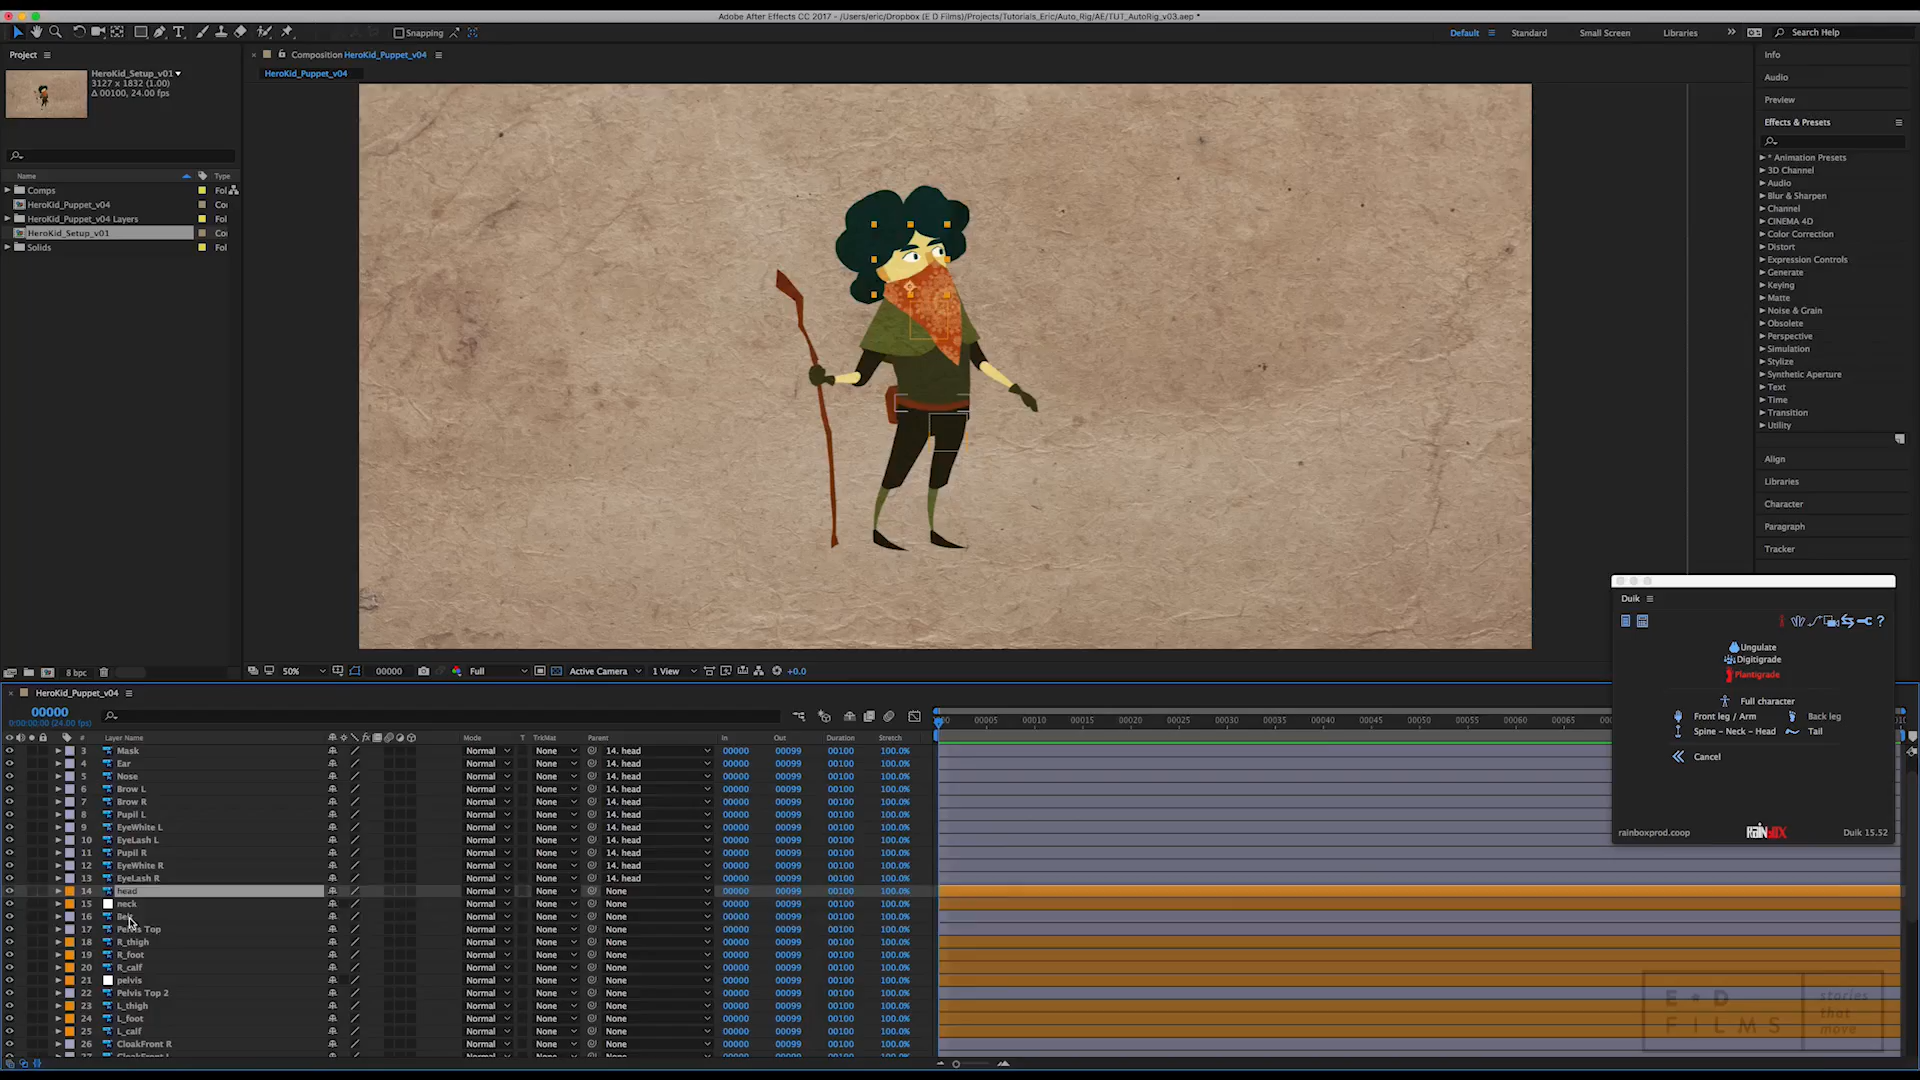 Adobe After Effects CC 2017 - /Users/eric/Dropbox (E D Films)/Projects/Tutorials_Eric/Auto_Rig/AE/TUT_AutoRig_v03.aep *
Snapping
Default
Standard
Small Screen
Libraries
Search Help
Project
Composition HeroKid_Puppet_v04
HeroKid_Puppet_v04
HeroKid_Setup_v01
3127 x 1832 (1.00)
Δ 00100, 24.00 fps
Name
Type
Comps
Fol
HeroKid_Puppet_v04
Co
HeroKid_Puppet_v04 Layers
Fol
HeroKid_Setup_v01
Co
Solids
Fol
8 bpc
50%
00000
Full
Active Camera
1 View
+0.0
Info
Audio
Preview
Effects & Presets
* Animation Presets
3D Channel
Audio
Blur & Sharpen
Channel
CINEMA 4D
Color Correction
Distort
Expression Controls
Generate
Keying
Matte
Noise & Grain
Obsolete
Perspective
Simulation
Stylize
Synthetic Aperture
Text
Time
Transition
Utility
Align
Libraries
Character
Paragraph
Tracker
Duik
?
Ungulate
Digitigrade
Plantigrade
Full character
Front leg / Arm
Back leg
Spine - Neck - Head
Tail
Cancel
rainboxprod.coop
RAINBOX
Duik 15.52
HeroKid_Puppet_v04
00000
0:00:00:00 (24.00 fps)
00005 00010 00015 00020 00025 00030 00035 00040 00045 00050 00055
# Layer Name Mode T TrkMat Parent In Out Duration Stretch
3 Mask Normal None 14. head 00000 00099 00100 100.0%
4 Ear Normal None 14. head 00000 00099 00100 100.0%
5 Nose Normal None 14. head 00000 00099 00100 100.0%
6 Brow L Normal None 14. head 00000 00099 00100 100.0%
7 Brow R Normal None 14. head 00000 00099 00100 100.0%
8 Pupil L Normal None 14. head 00000 00099 00100 100.0%
9 EyeWhite L Normal None 14. head 00000 00099 00100 100.0%
10 EyeLash L Normal None 14. head 00000 00099 00100 100.0%
11 Pupil R Normal None 14. head 00000 00099 00100 100.0%
12 EyeWhite R Normal None 14. head 00000 00099 00100 100.0%
13 EyeLash R Normal None 14. head 00000 00099 00100 100.0%
14 head Normal None None 00000 00099 00100 100.0%
15 neck Normal None None 00000 00099 00100 100.0%
16 Belt Normal None None 00000 00099 00100 100.0%
17 Pelvis Top Normal None None 00000 00099 00100 100.0%
18 R_thigh Normal None None 00000 00099 00100 100.0%
19 R_foot Normal None None 00000 00099 00100 100.0%
20 R_calf Normal None None 00000 00099 00100 100.0%
21 pelvis Normal None None 00000 00099 00100 100.0%
22 Pelvis Top 2 Normal None None 00000 00099 00100 100.0%
23 L_thigh Normal None None 00000 00099 00100 100.0%
24 L_foot Normal None None 00000 00099 00100 100.0%
25 L_calf Normal None None 00000 00099 00100 100.0%
26 CloakFront R Normal None None 00000 00099 00100 100.0%
E•D
FILMS
stories
that
move